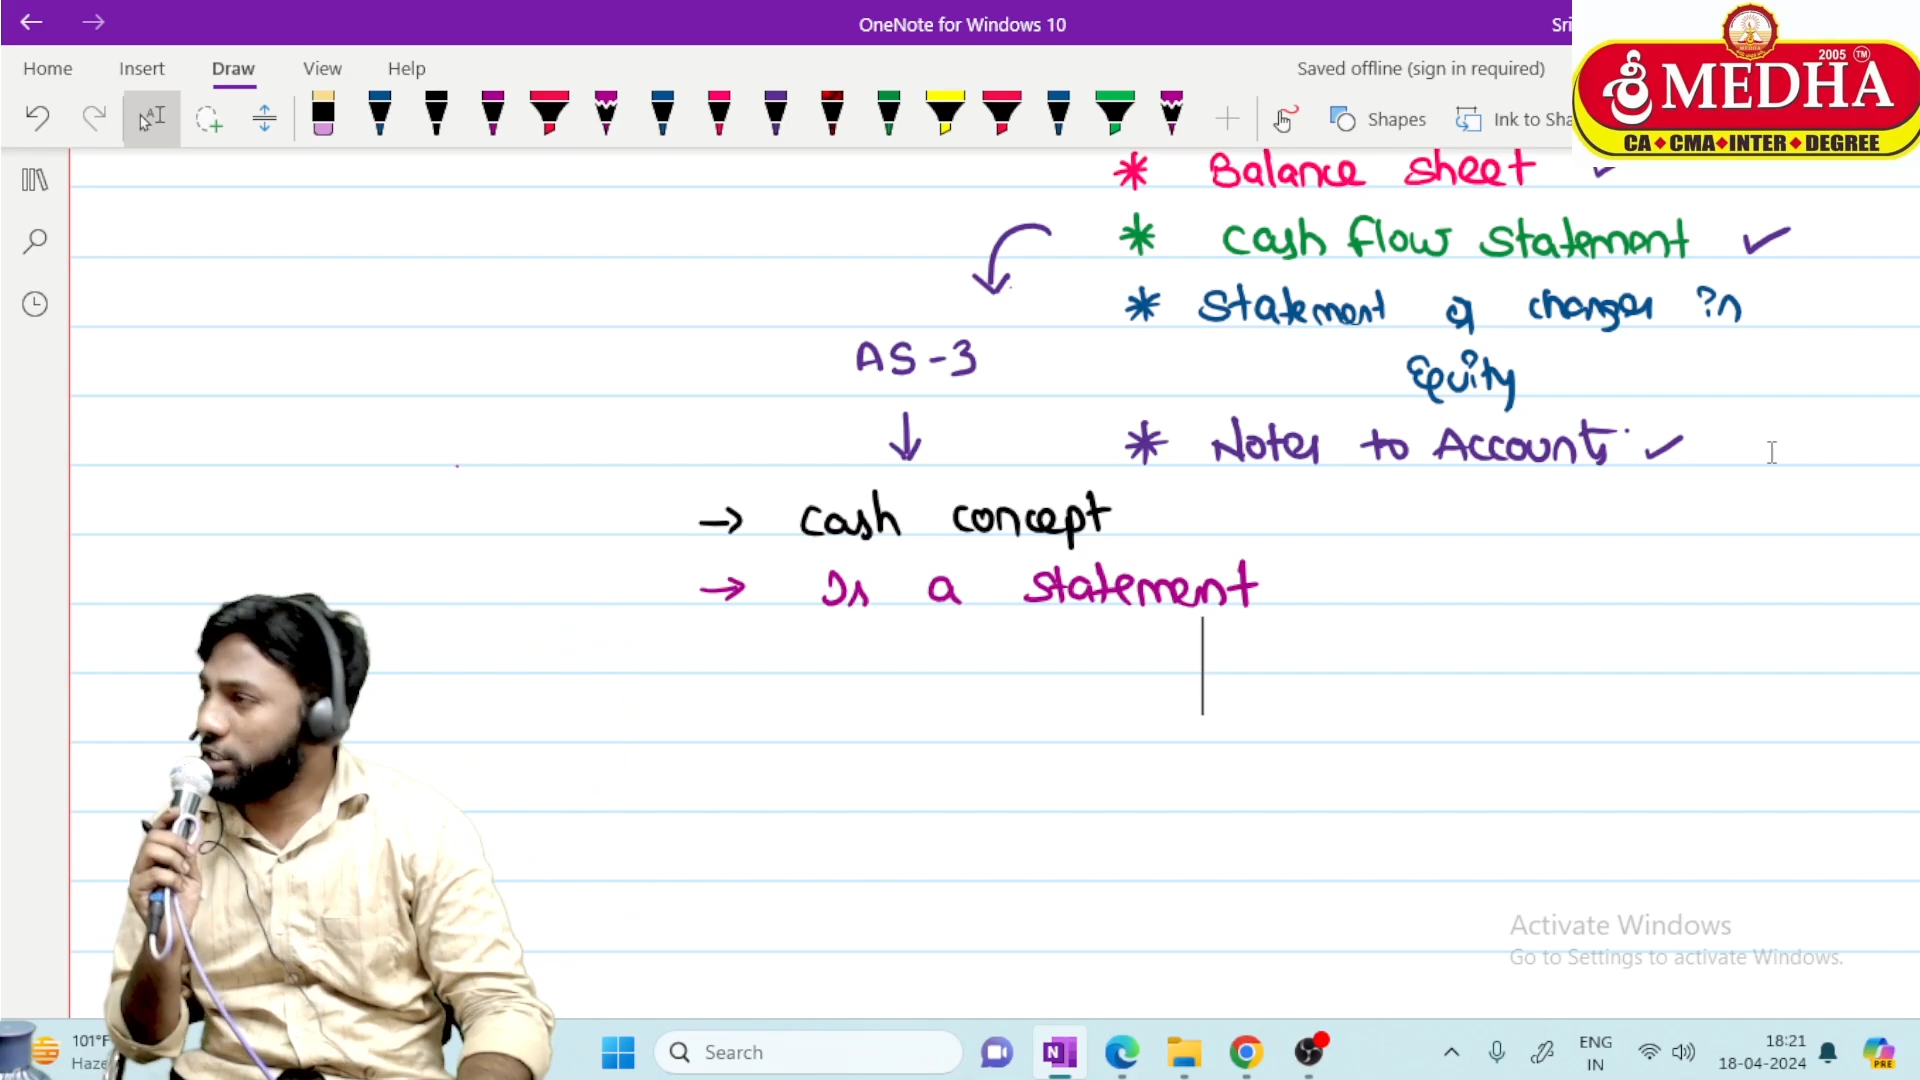 OneNote for Windows 10
Sri
Home Insert Draw View Help
Saved offline (sign in required)
Shapes
Ink to Sha
2005 TM
MEDHA
CA CMA INTER DEGREE
* Balance sheet ✓
* Cash flow statement ✓
* Statement of changes in
Equity
* Notes to Accounts ✓
AS-3
→ cash concept
→ Is a statement
Activate Windows
Go to Settings to activate Windows.
101°F
Haze
Search
ENG
IN
18:21
18-04-2024
PRE